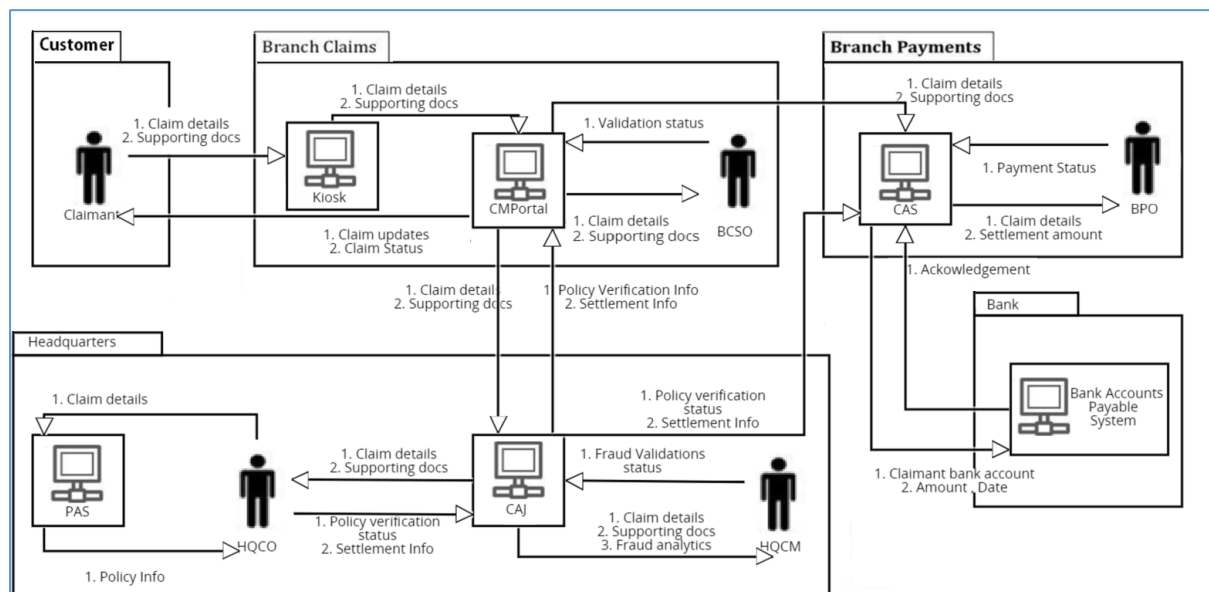 Customer
Branch Claims
Branch Payments
1. Claim details
2. Supporting docs
1. Claim details
2. Supporting docs
1. Claim details
2. Supporting docs
1. Validation status
1. Payment Status
Claimant
Kiosk
CMPortal
BCSO
CAS
BPO
1. Claim updates
2. Claim Status
1. Claim details
2. Supporting docs
1. Claim details
2. Settlement amount
1. Ackowledgement
1. Claim details
2. Supporting docs
1. Policy Verification Info
2. Settlement Info
Bank
Headquarters
1. Claim details
1. Policy verification
status
2. Settlement Info
Bank Accounts
Payable
System
1. Claim details
2. Supporting docs
1. Fraud Validations
status
1. Claimant bank account
2. Amount , Date
PAS
HQCO
CAJ
HQCM
1. Policy verification
status
2. Settlement Info
1. Claim details
2. Supporting docs
3. Fraud analytics
1. Policy Info